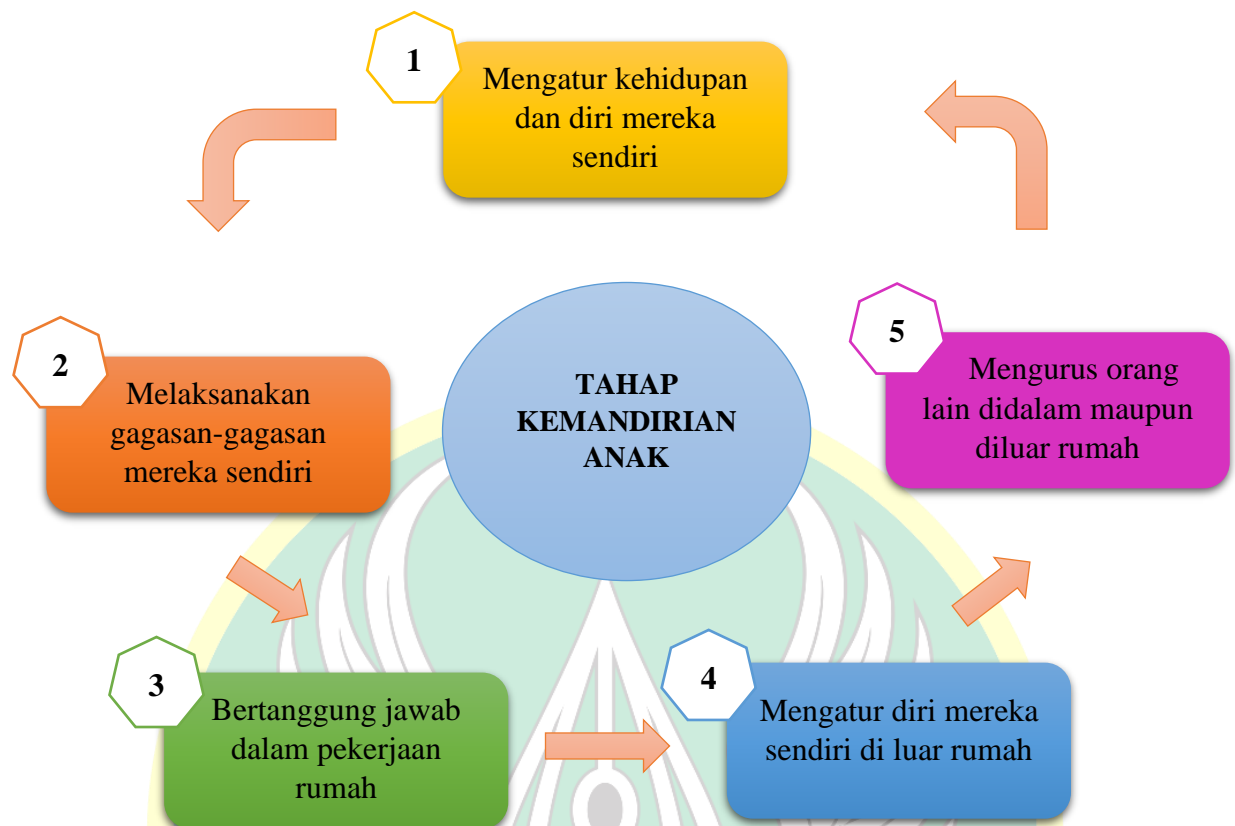 1
Mengatur kehidupan
dan diri mereka
sendiri
2
Melaksanakan
gagasan-gagasan
mereka sendiri
TAHAP
KEMANDIRIAN
ANAK
5
Mengurus orang
lain didalam maupun
diluar rumah
3
Bertanggung jawab
dalam pekerjaan
rumah
4
Mengatur diri mereka
sendiri di luar rumah